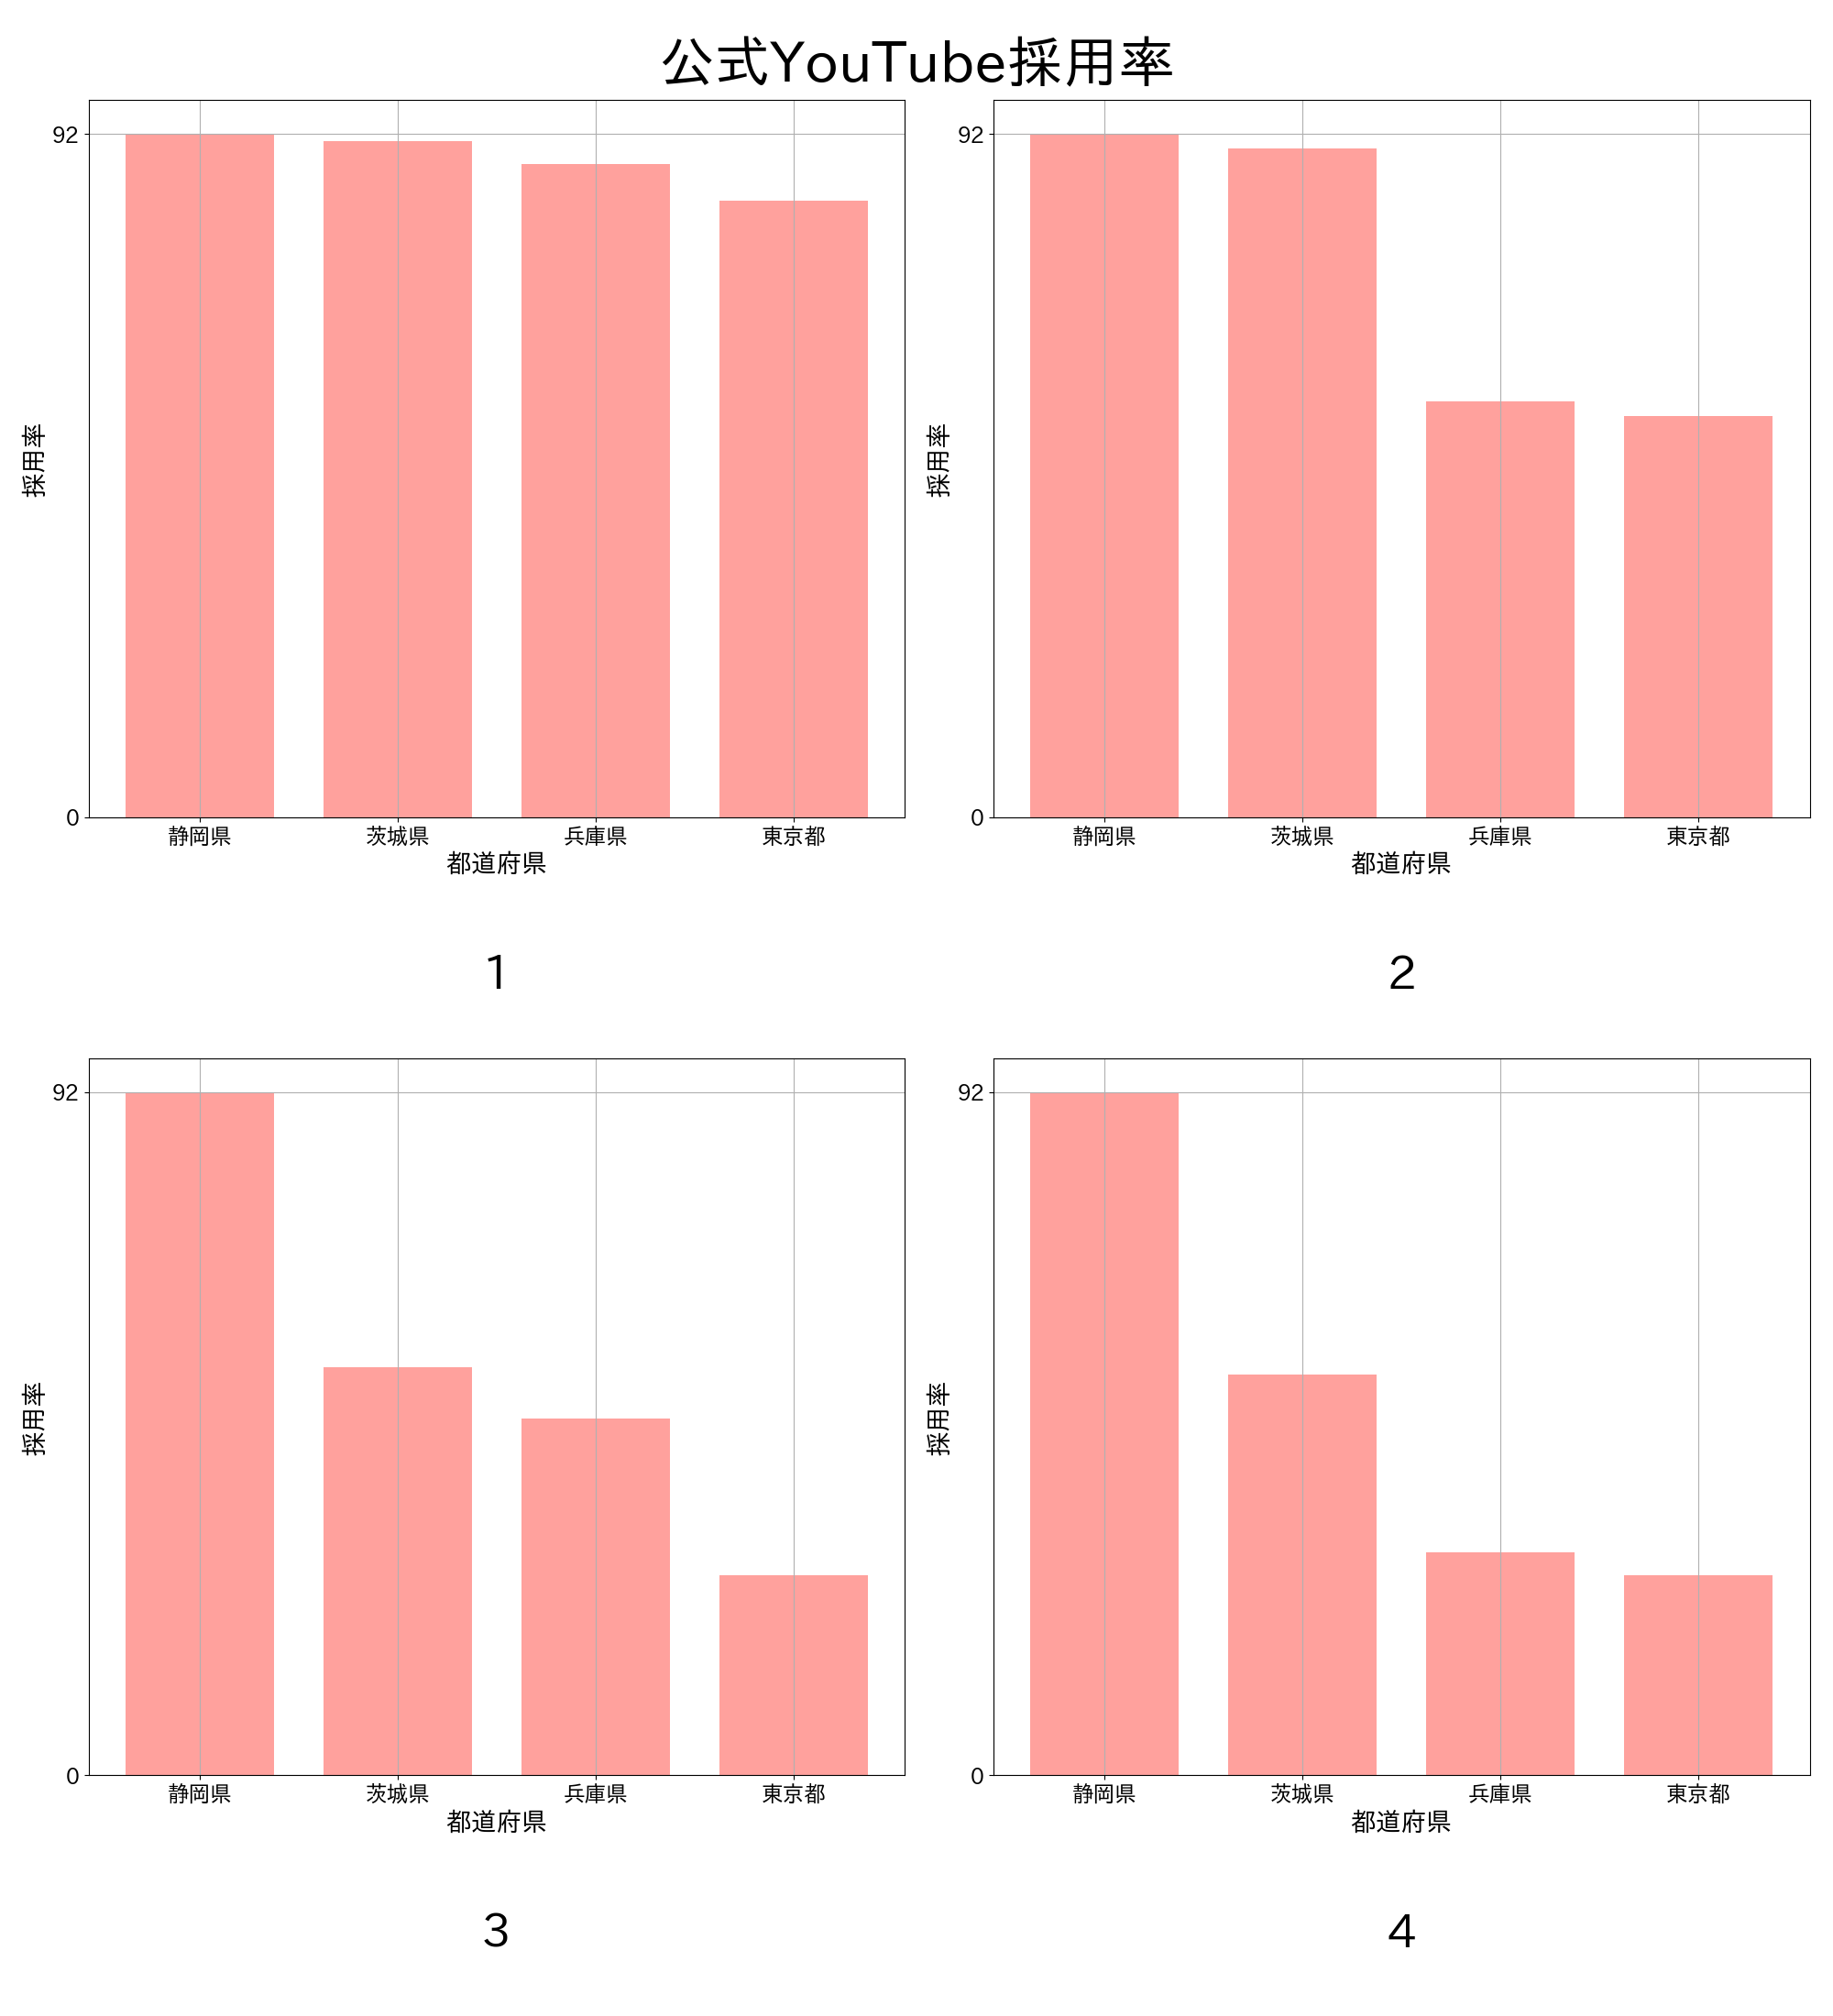 公式YouTube採用率
92
0
採用率
静岡県 茨城県 兵庫県 東京都
都道府県
1
92
0
採用率
静岡県 茨城県 兵庫県 東京都
都道府県
2
92
0
採用率
静岡県 茨城県 兵庫県 東京都
都道府県
3
92
0
採用率
静岡県 茨城県 兵庫県 東京都
都道府県
4